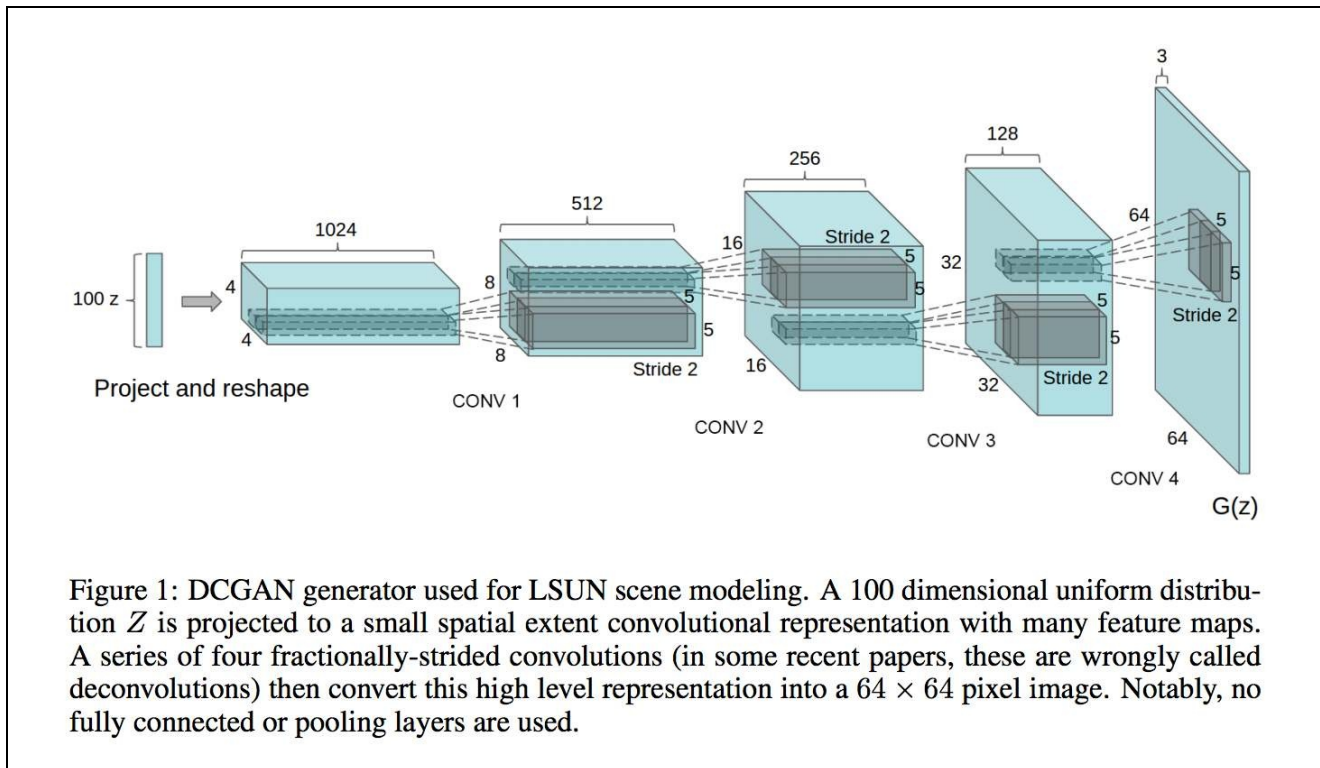 3
128
256
64
512
5
16
Stride 2
1024
5
32
5
8
5
5
100 z
4
5
5
Stride 2
4
5
8
16
32
Stride 2
Stride 2
Project and reshape
CONV 1
CONV 2
CONV 3
64
CONV 4
G(z)
Figure 1: DCGAN generator used for LSUN scene modeling. A 100 dimensional uniform distribu-
tion Z is projected to a small spatial extent convolutional representation with many feature maps.
A series of four fractionally-strided convolutions (in some recent papers, these are wrongly called
deconvolutions) then convert this high level representation into a 64 × 64 pixel image. Notably, no
fully connected or pooling layers are used.